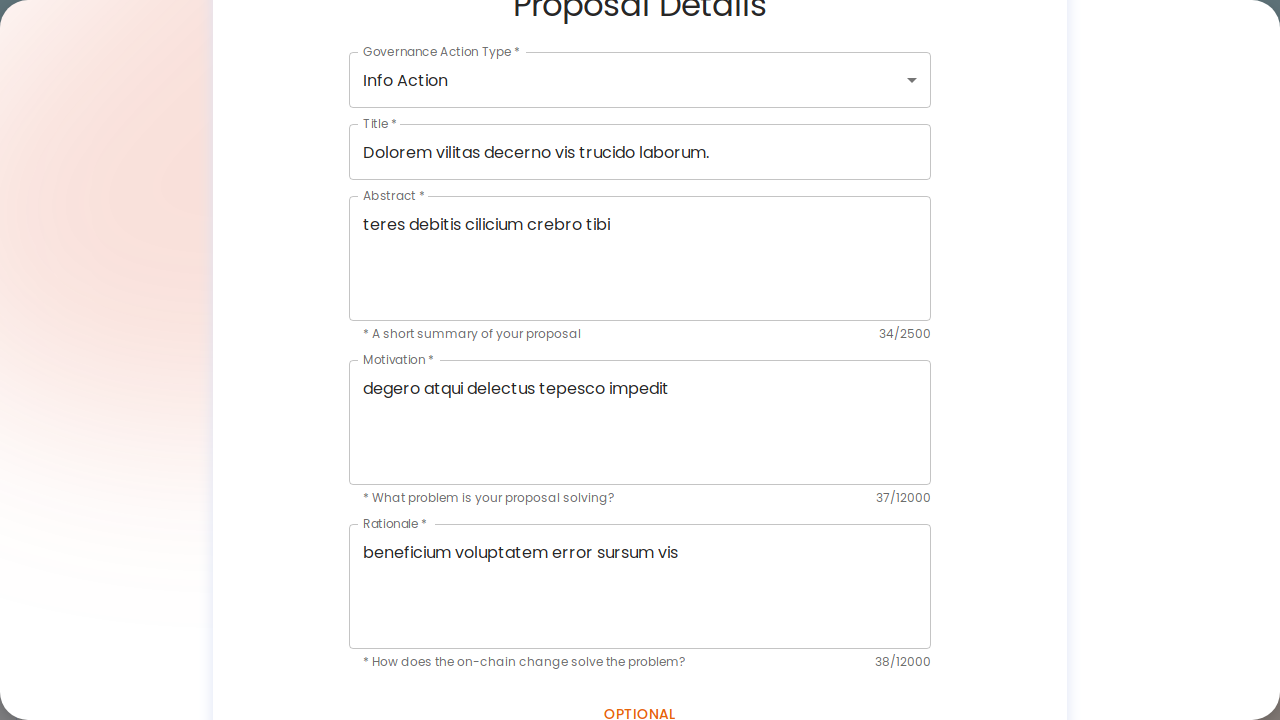 Proposal Details
Governance Action Type *
Info Action
Title *
Dolorem vilitas decerno vis trucido laborum.
Abstract *
teres debitis cilicium crebro tibi
* A short summary of your proposal
34/2500
Motivation *
degero atqui delectus tepesco impedit
* What problem is your proposal solving?
37/12000
Rationale *
beneficium voluptatem error sursum vis
* How does the on-chain change solve the problem?
38/12000
OPTIONAL